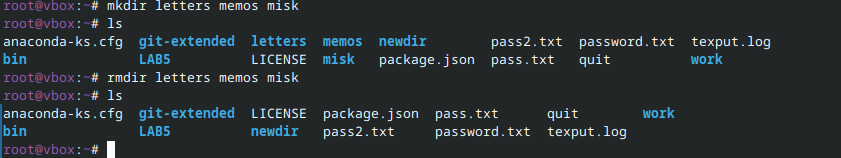 root@vbox:~# mkdir letters memos misk
root@vbox:~# ls
anaconda-ks.cfg  git-extended  letters  memos  newdir        pass2.txt  password.txt  texput.log
bin              LAB5          LICENSE  misk   package.json  pass.txt   quit          work
root@vbox:~# rmdir letters memos misk
root@vbox:~# ls
anaconda-ks.cfg  git-extended  LICENSE  package.json  pass.txt      quit        work
bin              LAB5          newdir   pass2.txt     password.txt  texput.log
root@vbox:~#